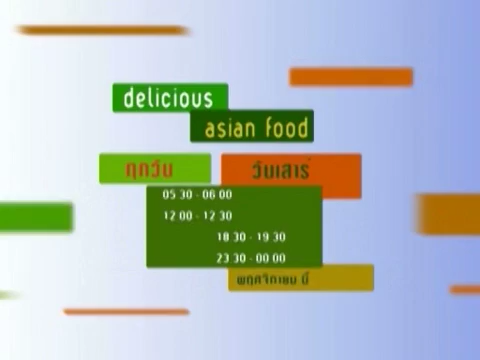 delicious
asian food
ทุกวัน
วันเสาร์
05 30 - 06 00
12 00 - 12 30
18 30 - 19 30
23 30 - 00 00
พฤศจิกายน นี้